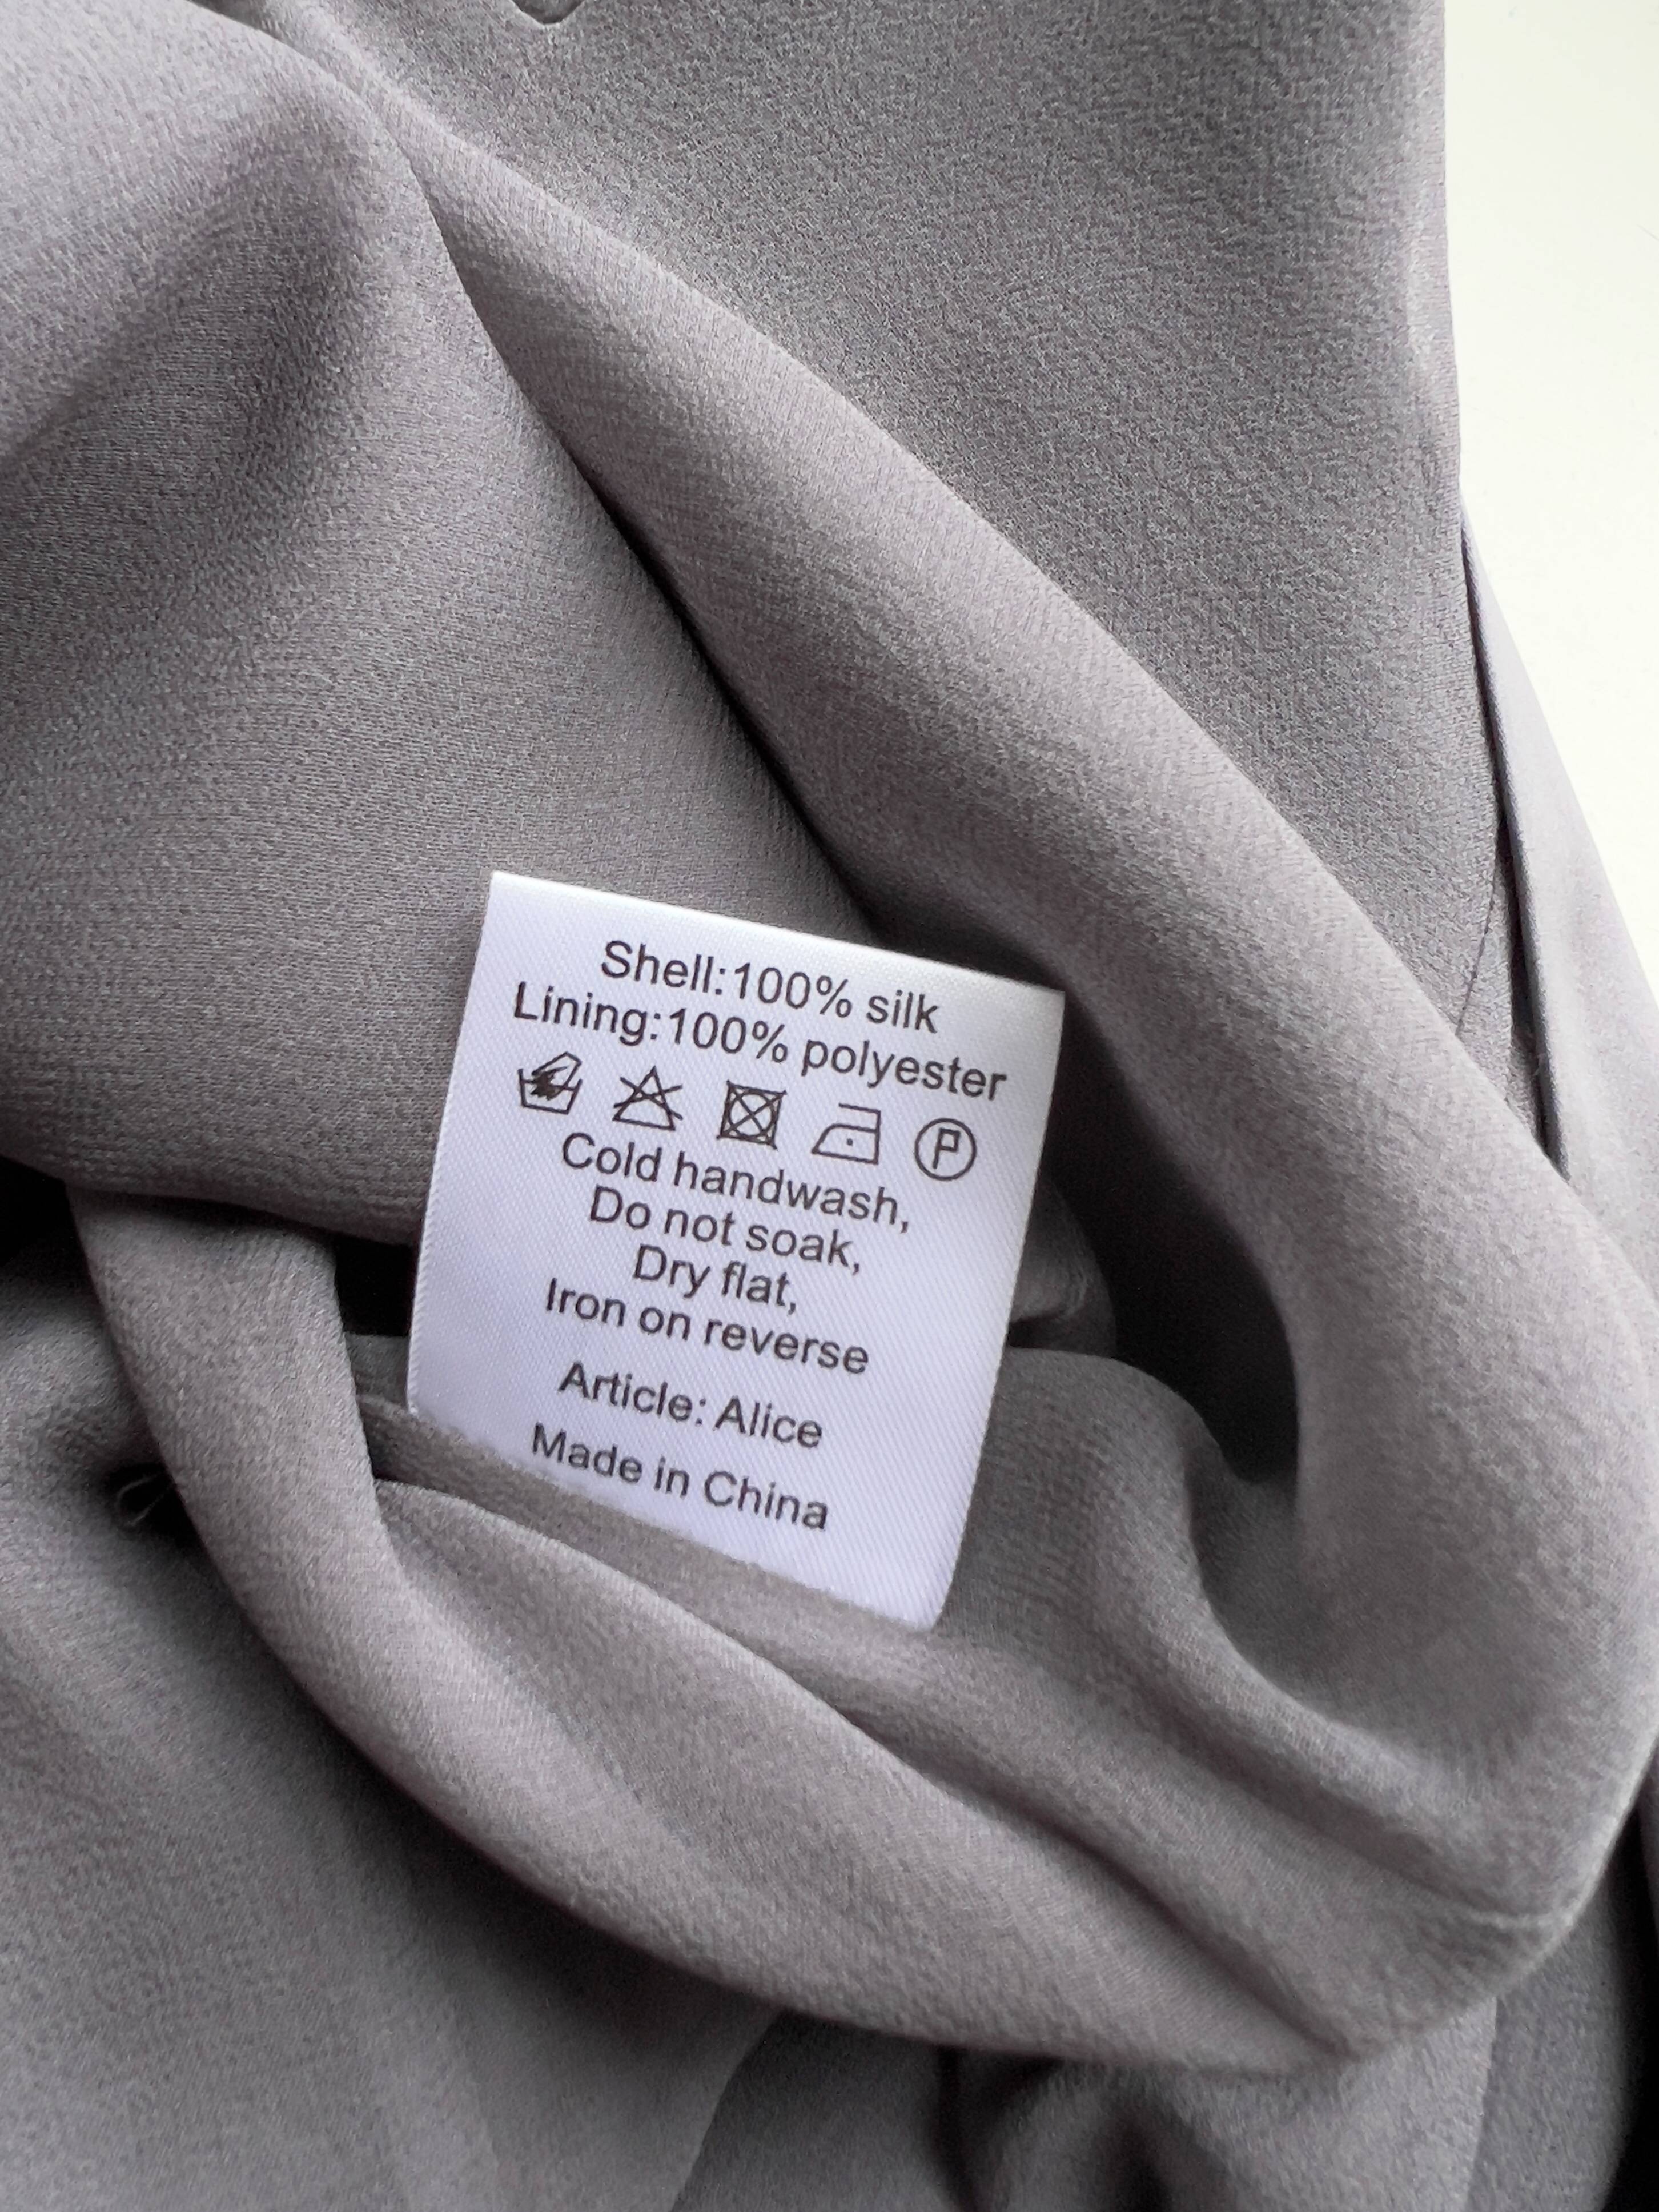 Shell:100% silk
Lining:100% polyester
P
Cold handwash,
Do not soak,
Dry flat,
Iron on reverse
Article: Alice
Made in China